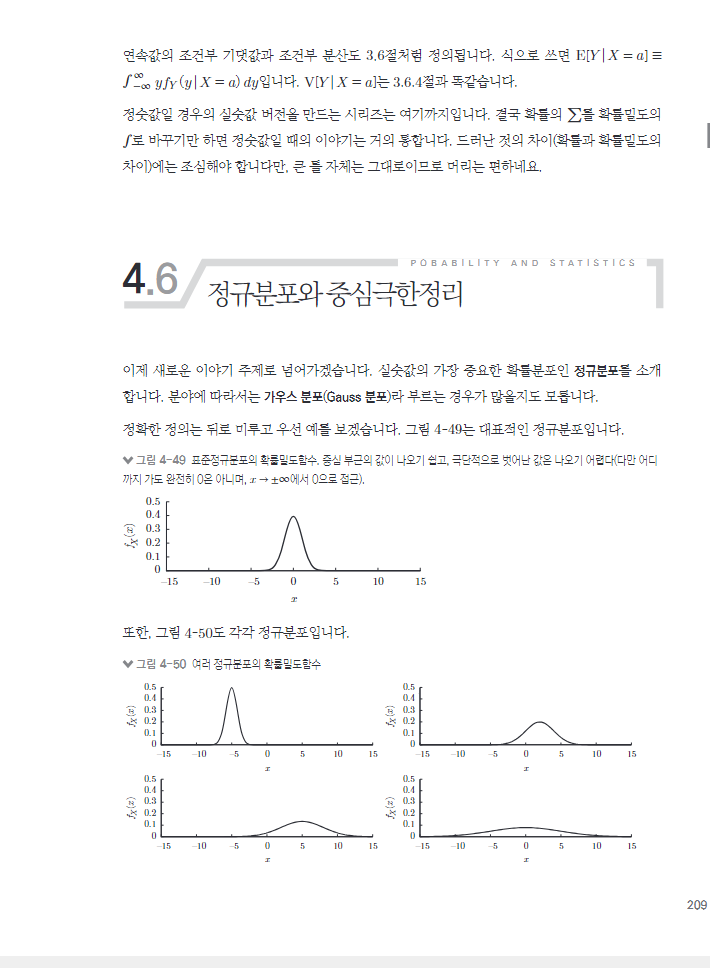 연속값의 조건부 기댓값과 조건부 분산도 3.6절처럼 정의됩니다. 식으로 쓰면 E[Y | X = a] ≡
∫_{-∞}^{∞} y f_Y(y | X = a) dy입니다. V[Y | X = a]는 3.6.4절과 똑같습니다.
정숫값일 경우의 실숫값 버전을 만드는 시리즈는 여기까지입니다. 결국 확률의 ∑를 확률밀도의
∫로 바꾸기만 하면 정숫값일 때의 이야기는 거의 통합니다. 드러난 것의 차이(확률과 확률밀도의
차이)에는 조심해야 합니다만, 큰 틀 자체는 그대로이므로 머리는 편하네요.
POBABILITY AND STATISTICS
4.6 정규분포와 중심극한정리
이제 새로운 이야기 주제로 넘어가겠습니다. 실숫값의 가장 중요한 확률분포인 정규분포를 소개
합니다. 분야에 따라서는 가우스 분포(Gauss 분포)라 부르는 경우가 많을지도 모릅니다.
정확한 정의는 뒤로 미루고 우선 예를 보겠습니다. 그림 4-49는 대표적인 정규분포입니다.
그림 4-49 표준정규분포의 확률밀도함수. 중심 부근의 값이 나오기 쉽고, 극단적으로 벗어난 값은 나오기 어렵다(다만 어디
까지 가도 완전히 0은 아니며, x → ±∞에서 0으로 접근).
f_X(x)
0.5
0.4
0.3
0.2
0.1
0
-15 -10 -5 0 5 10 15
x
또한, 그림 4-50도 각각 정규분포입니다.
그림 4-50 여러 정규분포의 확률밀도함수
f_X(x)
0.5
0.4
0.3
0.2
0.1
0
-15 -10 -5 0 5 10 15
x
f_X(x)
0.5
0.4
0.3
0.2
0.1
0
-15 -10 -5 0 5 10 15
x
f_X(x)
0.5
0.4
0.3
0.2
0.1
0
-15 -10 -5 0 5 10 15
x
f_X(x)
0.5
0.4
0.3
0.2
0.1
0
-15 -10 -5 0 5 10 15
x
209